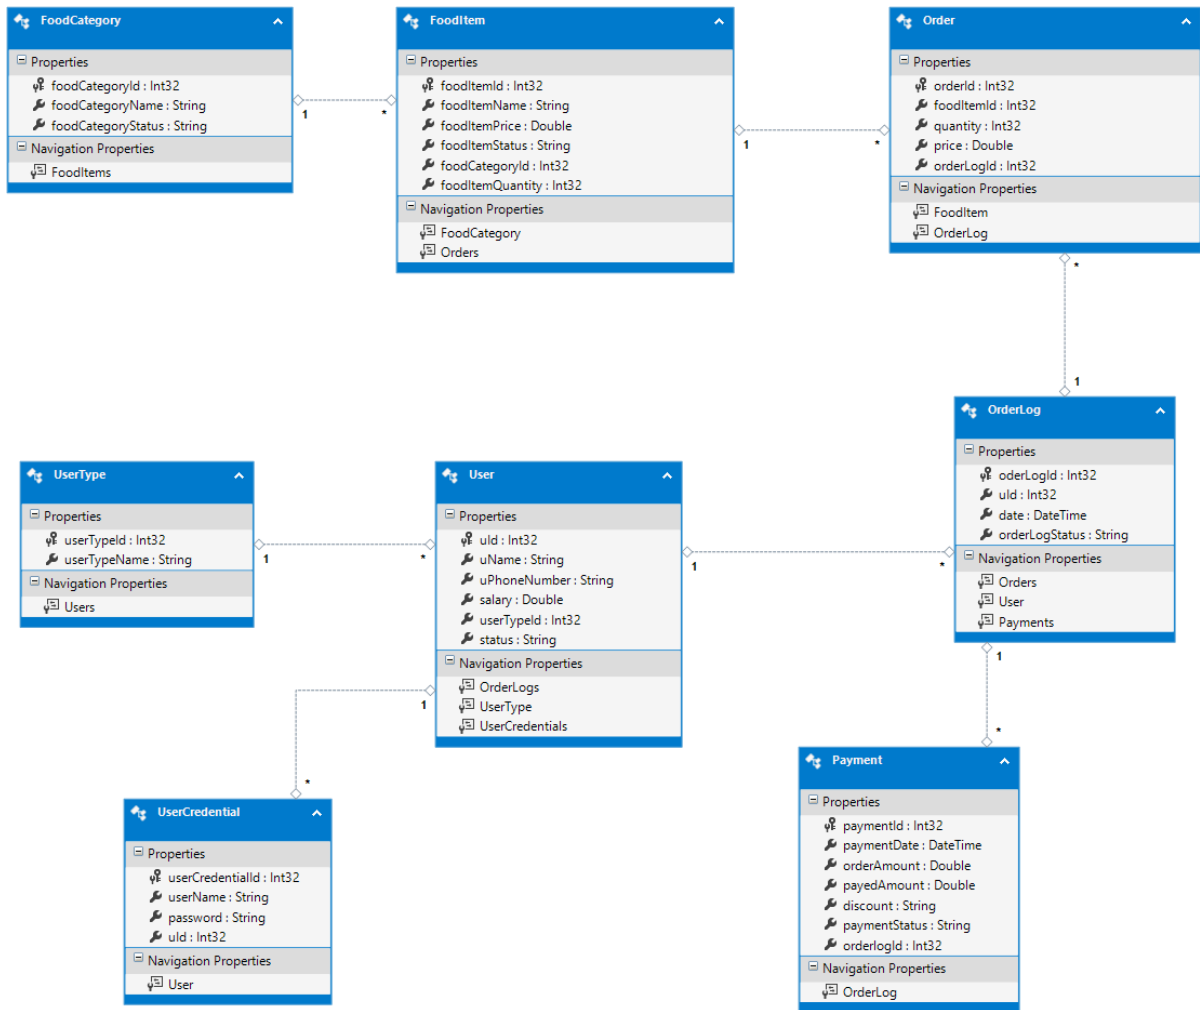 FoodCategory
Properties
foodCategoryId : Int32
foodCategoryName : String
foodCategoryStatus : String
Navigation Properties
FoodItems
1
*
FoodItem
Properties
foodItemId : Int32
foodItemName : String
foodItemPrice : Double
foodItemStatus : String
foodCategoryId : Int32
foodItemQuantity : Int32
Navigation Properties
FoodCategory
Orders
1
*
Order
Properties
orderId : Int32
foodItemId : Int32
quantity : Int32
price : Double
orderLogId : Int32
Navigation Properties
FoodItem
OrderLog
*
1
UserType
Properties
userTypeId : Int32
userTypeName : String
Navigation Properties
Users
1
*
User
Properties
uId : Int32
uName : String
uPhoneNumber : String
salary : Double
userTypeId : Int32
status : String
Navigation Properties
OrderLogs
UserType
UserCredentials
1
*
OrderLog
Properties
oderLogId : Int32
uId : Int32
date : DateTime
orderLogStatus : String
Navigation Properties
Orders
User
Payments
1
*
1
*
UserCredential
Properties
userCredentialId : Int32
userName : String
password : String
uId : Int32
Navigation Properties
User
Payment
Properties
paymentId : Int32
paymentDate : DateTime
orderAmount : Double
payedAmount : Double
discount : String
paymentStatus : String
orderlogId : Int32
Navigation Properties
OrderLog